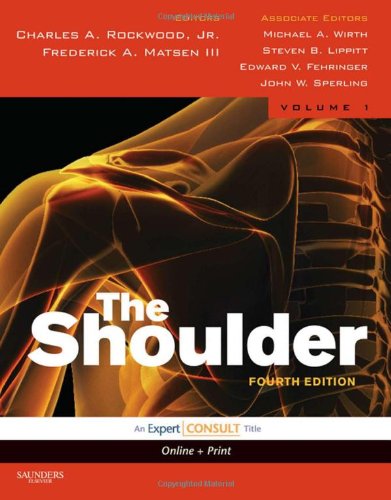 EDITORS
CHARLES A. ROCKWOOD, JR.
FREDERICK A. MATSEN III
ASSOCIATE EDITORS
MICHAEL A. WIRTH
STEVEN B. LIPPITT
EDWARD V. FEHRINGER
JOHN W. SPERLING
VOLUME 1
The
Shoulder
FOURTH EDITION
An Expert CONSULT Title
Online + Print
SAUNDERS
ELSEVIER